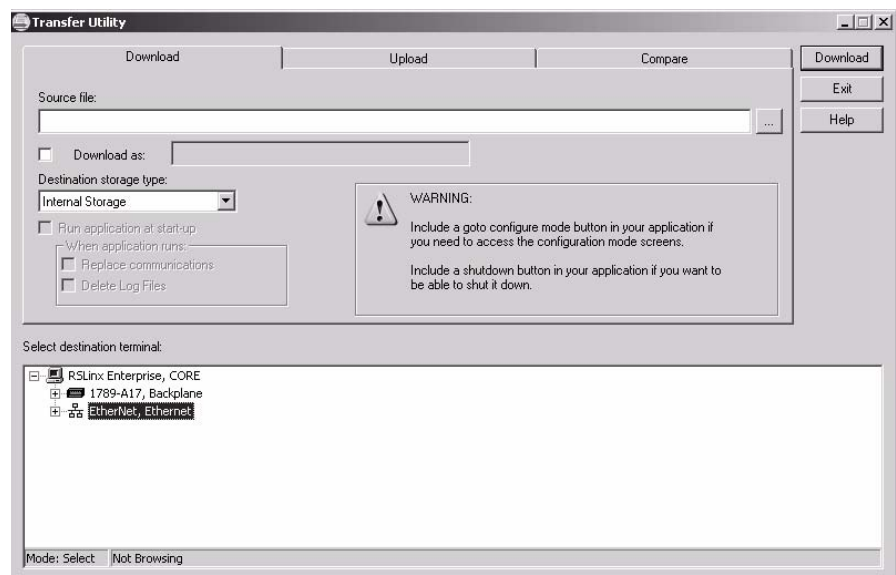 Transfer Utility
Download
Upload
Compare
Download
Exit
Help
Source file:
...
Download as:
Destination storage type:
Internal Storage
Run application at start-up
When application runs:
Replace communications
Delete Log Files
WARNING:
Include a goto configure mode button in your application if
you need to access the configuration mode screens.
Include a shutdown button in your application if you want to
be able to shut it down.
Select destination terminal:
RSLinx Enterprise, CORE
1789-A17, Backplane
EtherNet, Ethernet
Mode: Select
Not Browsing